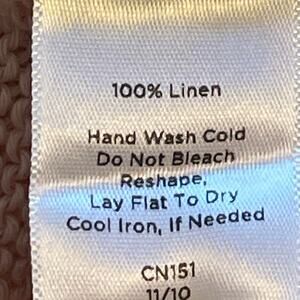 100% Linen
Hand Wash Cold
Do Not Bleach
Reshape,
Lay Flat To Dry
Cool Iron, If Needed
CN151
11/10